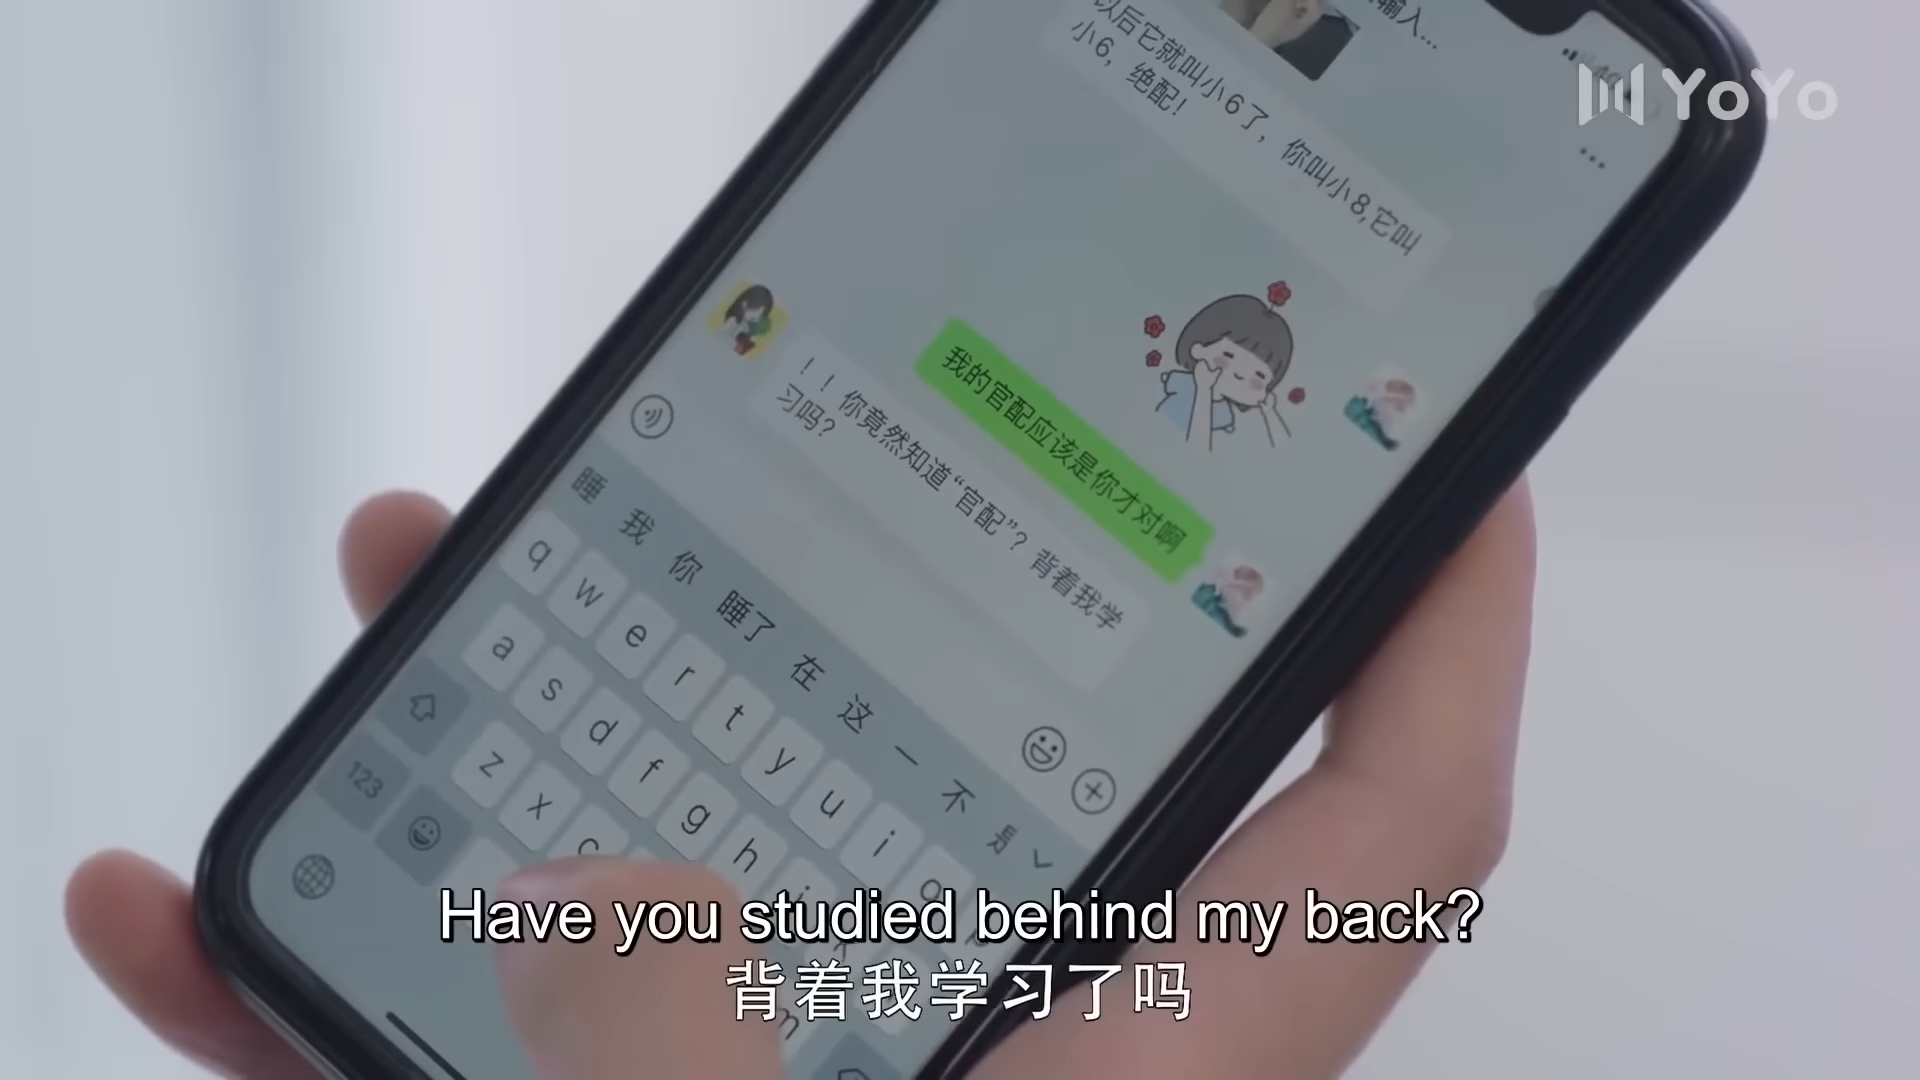 输入...
YoYo
以后它就叫小6了，你叫小8,它叫
小6，绝配！
我的官配应该是你才对啊
！！你竟然知道“官配”？背着我学
习吗？
睡 我 你 睡了 在 这 一 不 是
q w e r t y u i o p
a s d f g h j k
z x c m
123
Have you studied behind my back?
背着我学习了吗